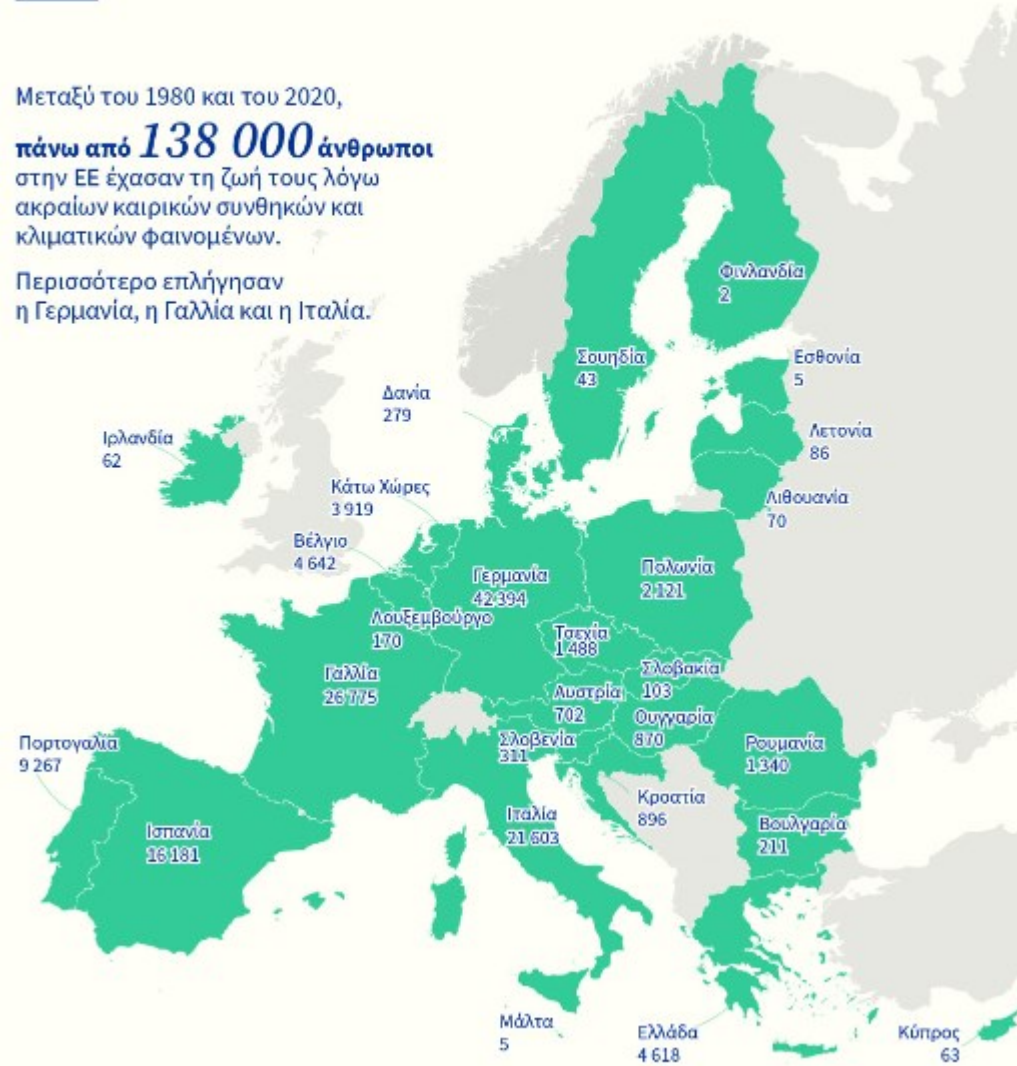 Μεταξύ του 1980 και του 2020,
πάνω από 138 000 άνθρωποι
στην ΕΕ έχασαν τη ζωή τους λόγω
ακραίων καιρικών συνθηκών και
κλιματικών φαινομένων.
Περισσότερο επλήγησαν
η Γερμανία, η Γαλλία και η Ιταλία.
Φινλανδία
2
Σουηδία
43
Εσθονία
5
Δανία
279
Λετονία
86
Ιρλανδία
62
Κάτω Χώρες
3 919
Λιθουανία
70
Βέλγιο
4 642
Γερμανία
42 394
Πολωνία
2 121
Λουξεμβούργο
170
Τσεχία
1 488
Γαλλία
26 775
Σλοβακία
103
Αυστρία
702
Ουγγαρία
870
Σλοβενία
311
Ρουμανία
1 340
Πορτογαλία
9 267
Κροατία
896
Ιταλία
21 603
Ισπανία
16 181
Βουλγαρία
211
Μάλτα
5
Ελλάδα
4 618
Κύπρος
63